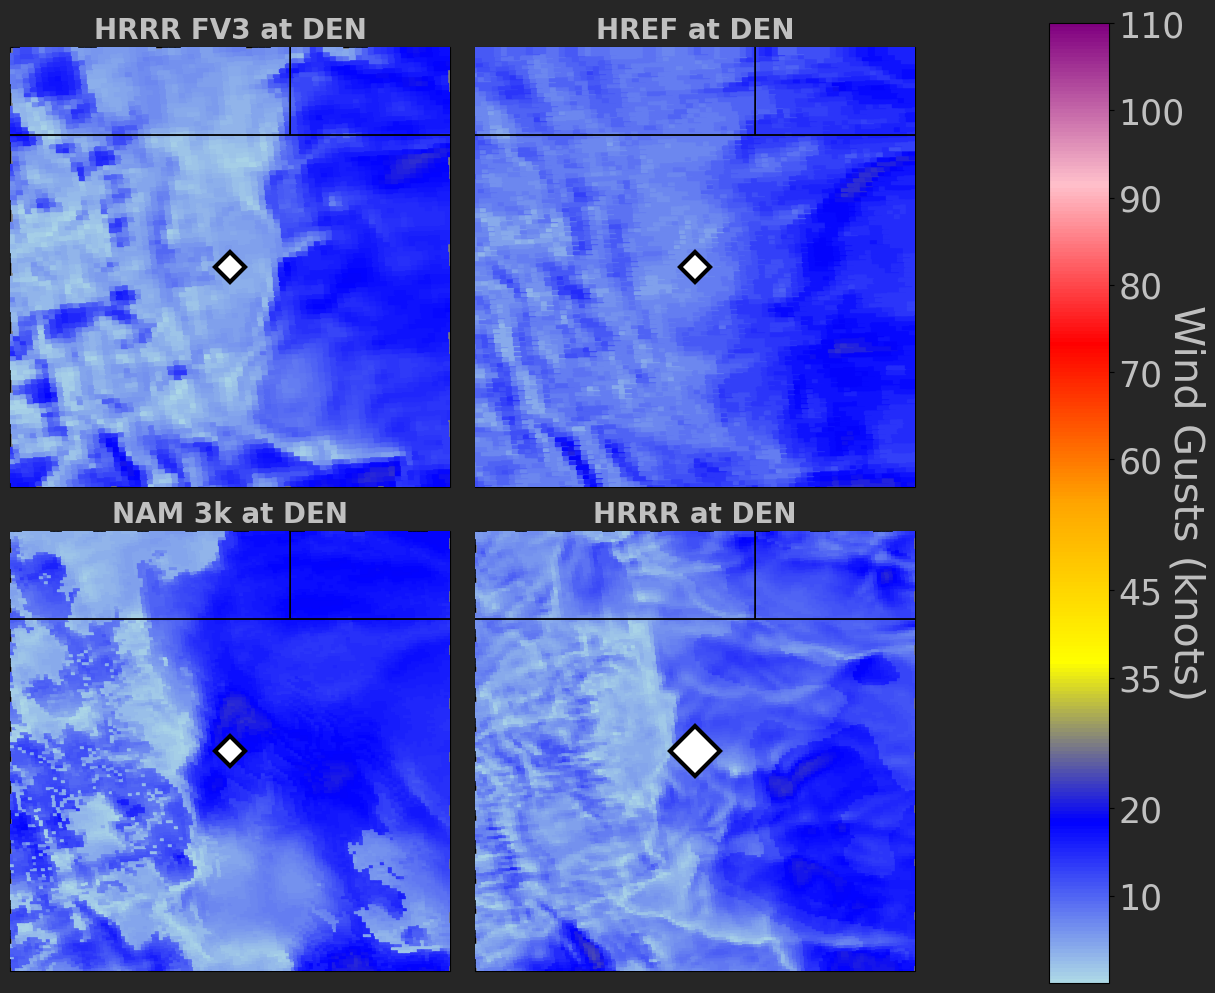 HRRR FV3 at DEN
HREF at DEN
NAM 3k at DEN
HRRR at DEN
110
100
90
80
70
60
45
35
20
10
Wind Gusts (knots)